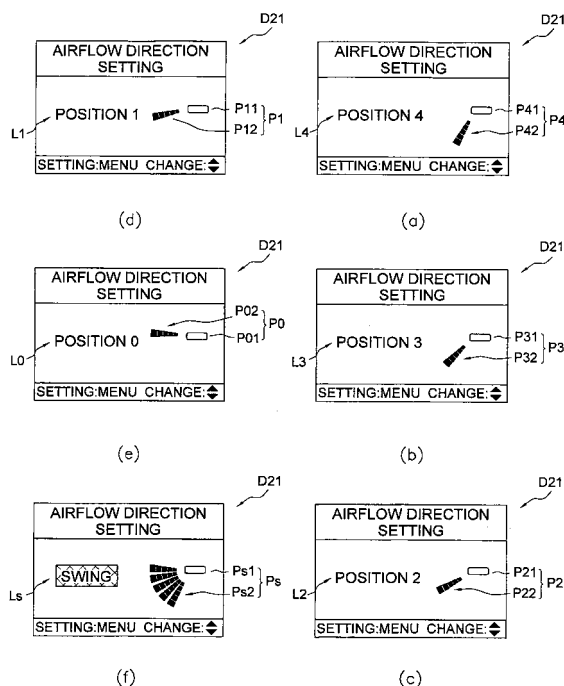 D21
AIRFLOW DIRECTION
SETTING
L1
POSITION 1
P11
P12
P1
SETTING:MENU CHANGE:
(d)
D21
AIRFLOW DIRECTION
SETTING
L4
POSITION 4
P41
P42
P4
SETTING:MENU CHANGE:
(a)
D21
AIRFLOW DIRECTION
SETTING
L0
POSITION 0
P02
P01
P0
SETTING:MENU CHANGE:
(e)
D21
AIRFLOW DIRECTION
SETTING
L3
POSITION 3
P31
P32
P3
SETTING:MENU CHANGE:
(b)
D21
AIRFLOW DIRECTION
SETTING
Ls
SWING
Ps1
Ps2
Ps
SETTING:MENU CHANGE:
(f)
D21
AIRFLOW DIRECTION
SETTING
L2
POSITION 2
P21
P22
P2
SETTING:MENU CHANGE:
(c)